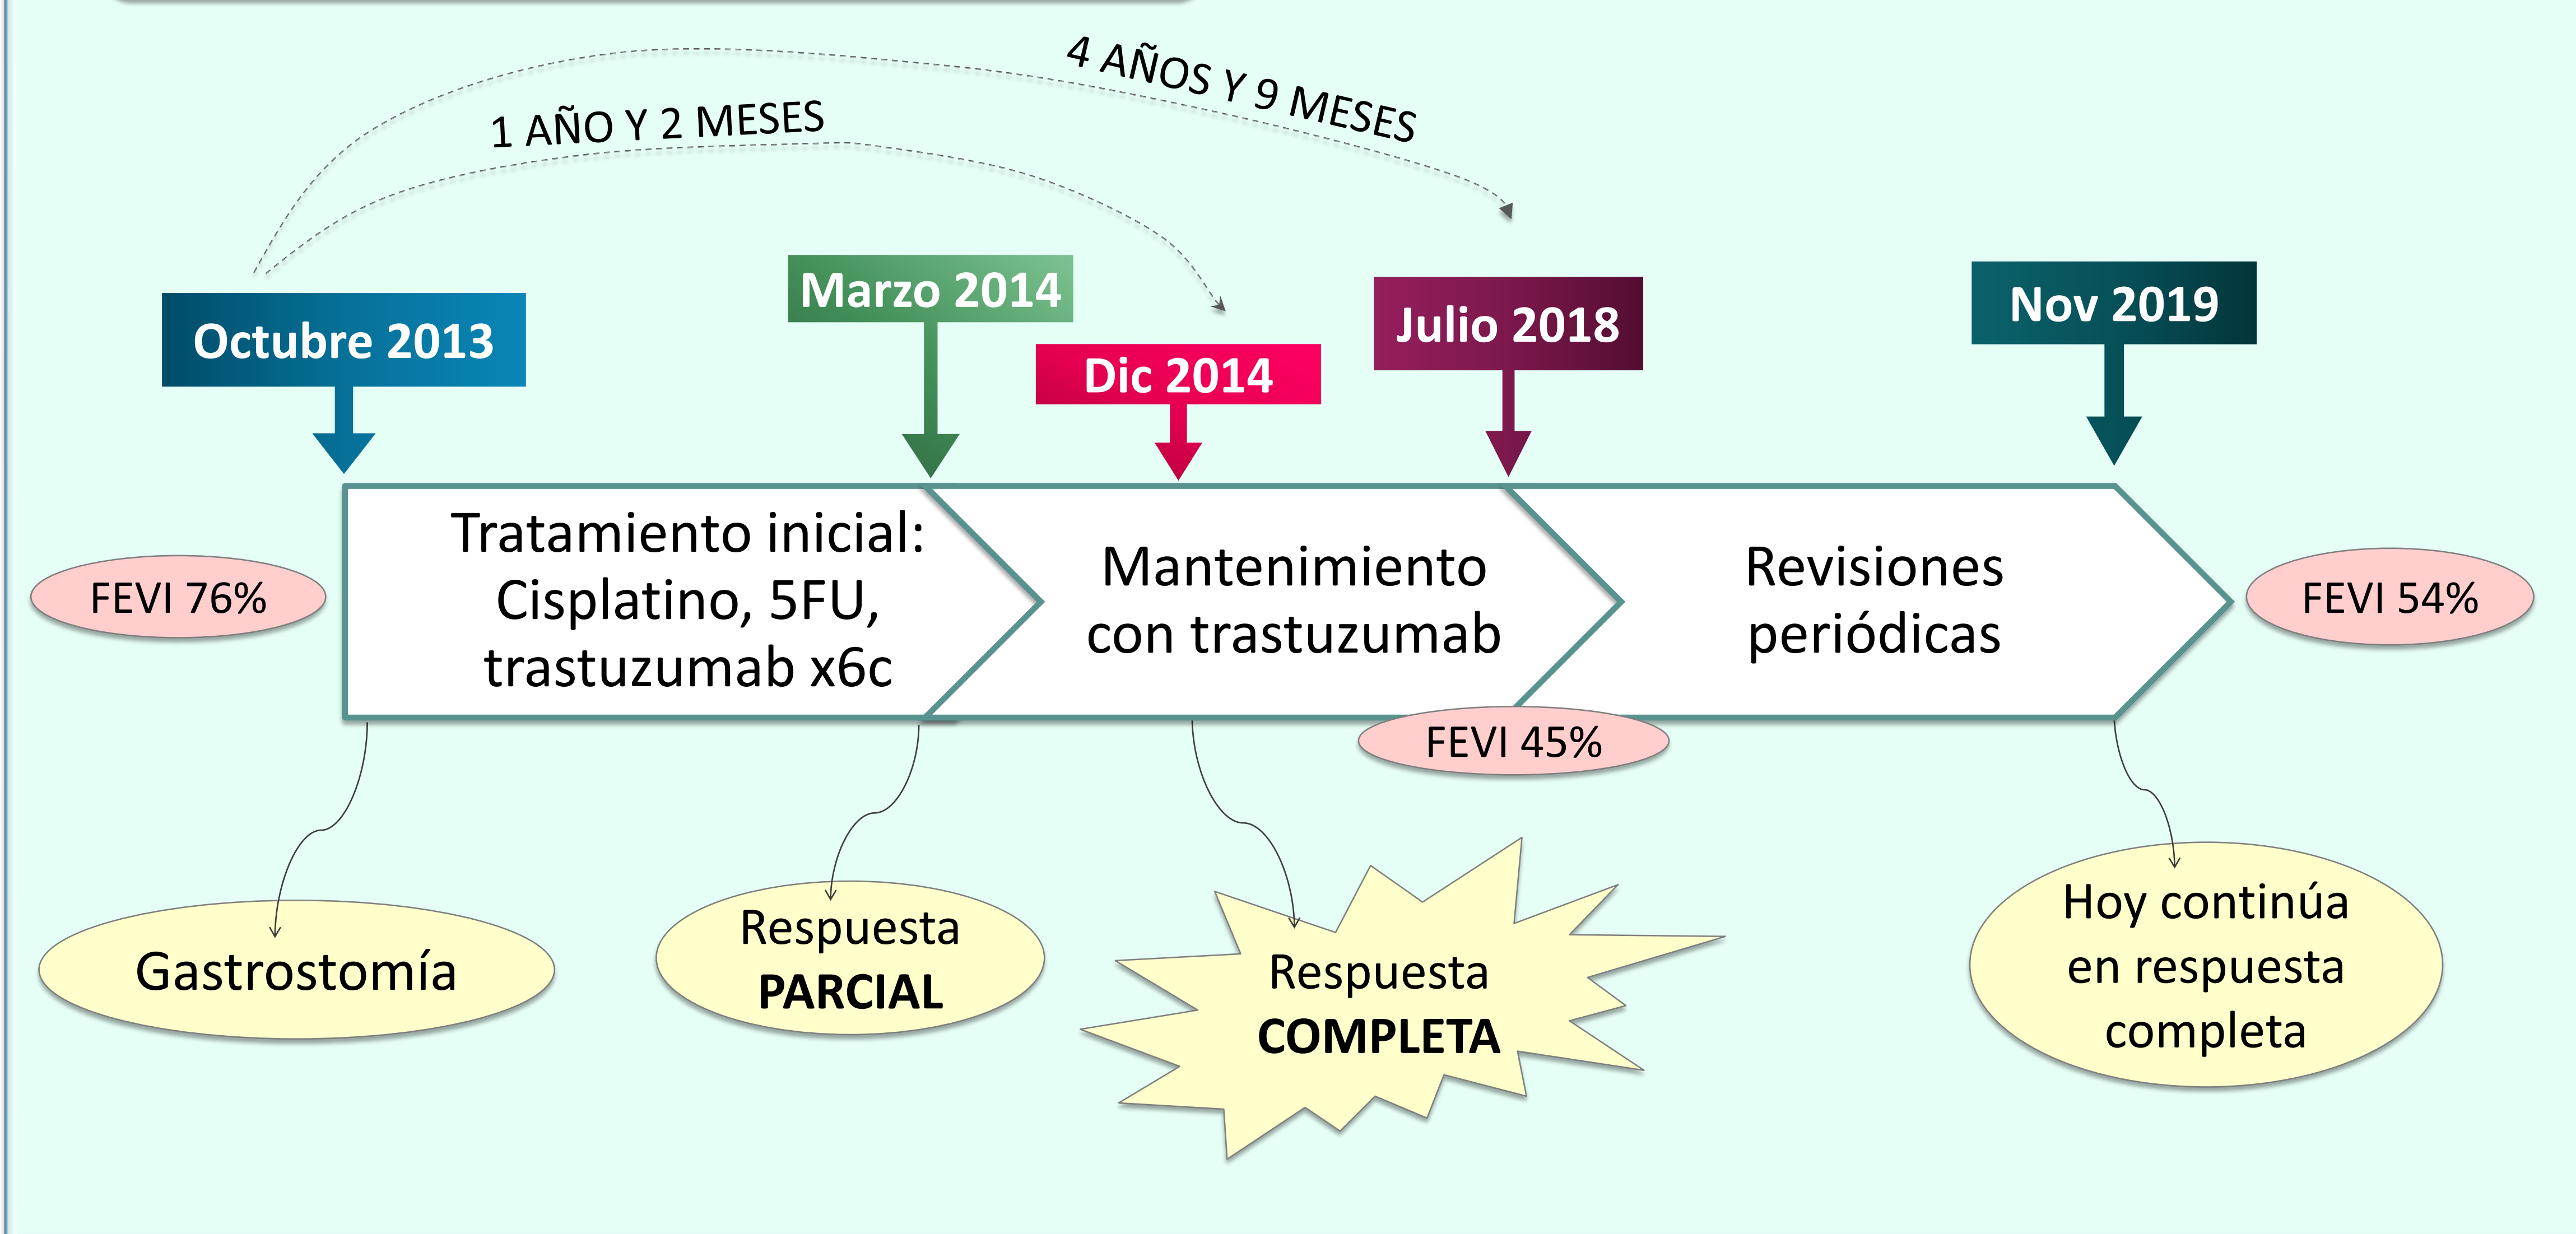 4 AÑOS Y 9 MESES
1 AÑO Y 2 MESES
Octubre 2013
Marzo 2014
Dic 2014
Julio 2018
Nov 2019
FEVI 76%
Tratamiento inicial:
Cisplatino, 5FU,
trastuzumab x6c
Mantenimiento
con trastuzumab
Revisiones
periódicas
FEVI 54%
FEVI 45%
Gastrostomía
Respuesta
PARCIAL
Respuesta
COMPLETA
Hoy continúa
en respuesta
completa